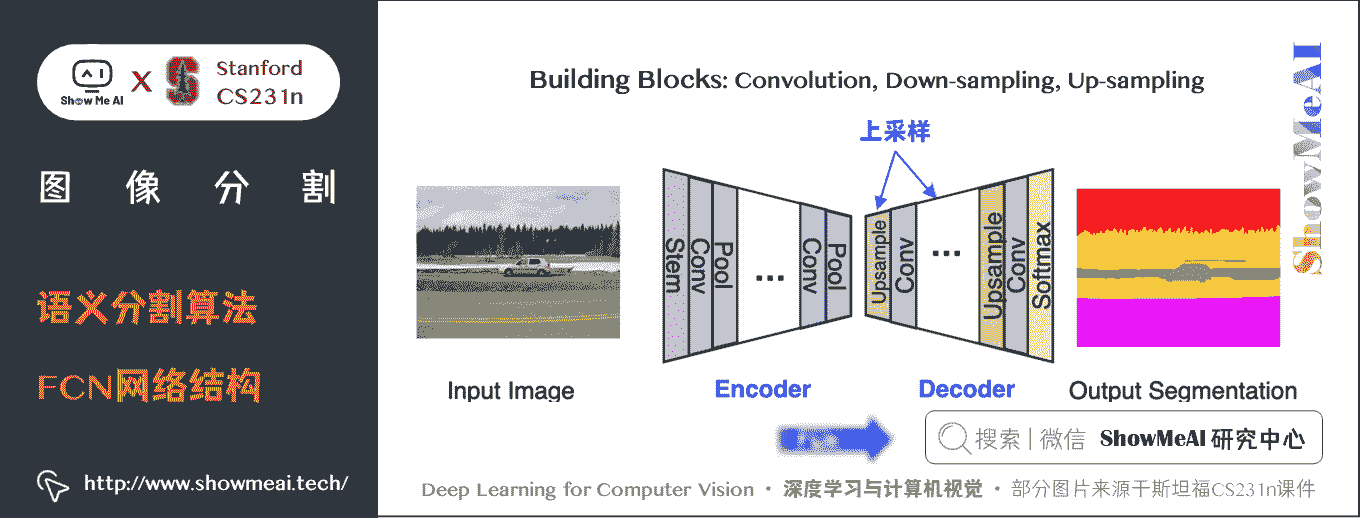 Show Me AI
X
Stanford
CS231n
图像分割
语义分割算法
FCN网络结构
http://www.showmeai.tech/
Building Blocks: Convolution, Down-sampling, Up-sampling
上采样
Stem
Conv
Pool
...
Conv
Pool
Upsample
Conv
...
Upsample
Conv
Softmax
Input Image
Encoder
Decoder
Output Segmentation
ShowMeAI
搜索 | 微信 ShowMeAI 研究中心
Deep Learning for Computer Vision · 深度学习与计算机视觉 · 部分图片来源于斯坦福CS231n课件